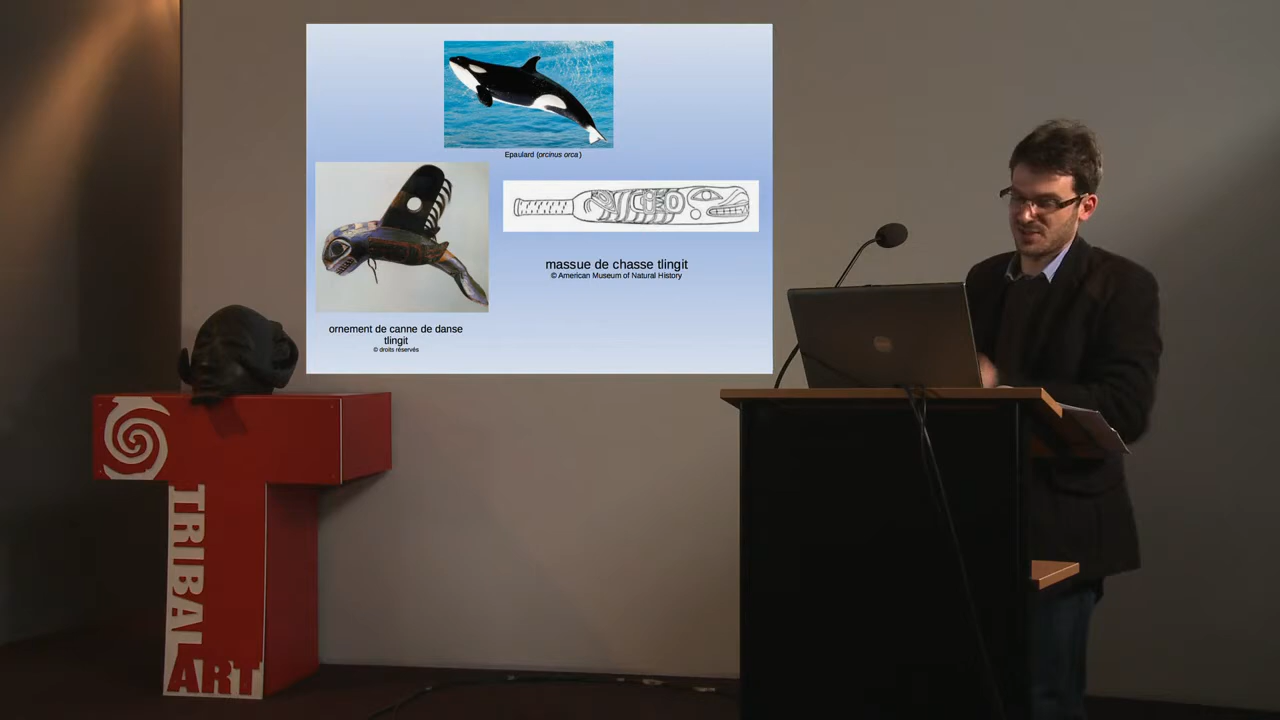 Epaulard (orcinus orca)
massue de chasse tlingit
© American Museum of Natural History
ornement de canne de danse
tlingit
© droits réservés
TRIBAL
ART